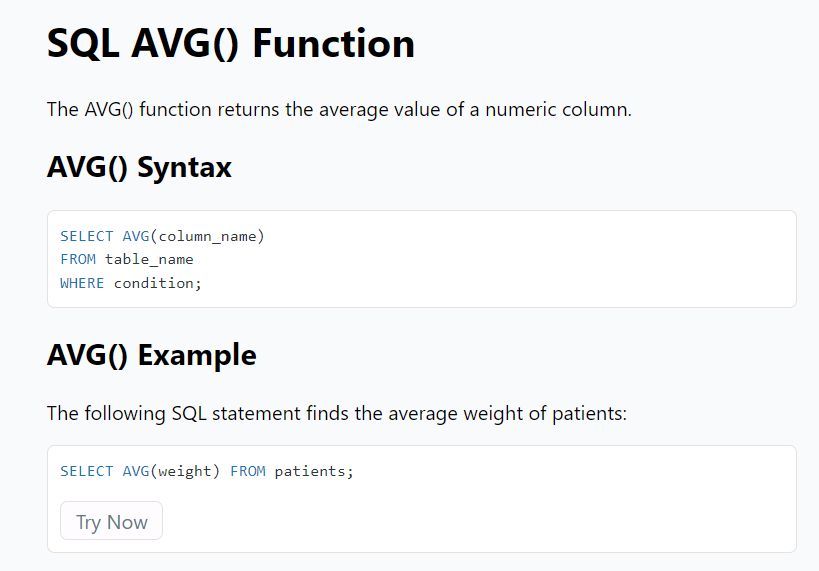 SQL AVG() Function
The AVG() function returns the average value of a numeric column.
AVG() Syntax
SELECT AVG(column_name)
FROM table_name
WHERE condition;
AVG() Example
The following SQL statement finds the average weight of patients:
SELECT AVG(weight) FROM patients;
Try Now